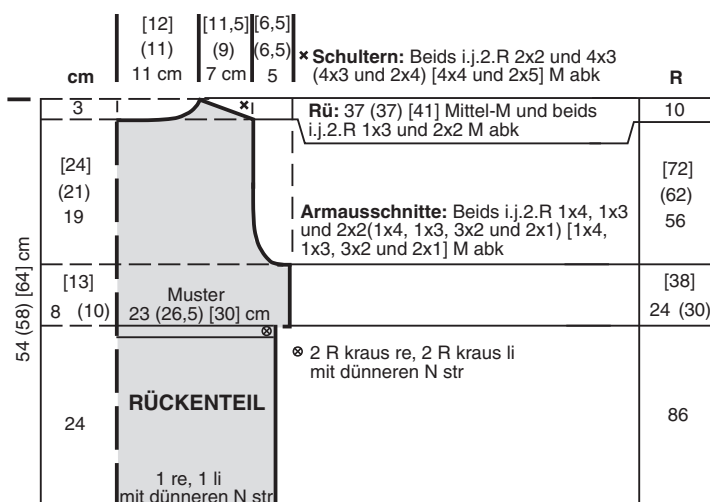 [12] [11,5] [6,5]
(11) (9) (6,5)
11 cm 7 cm 5
× Schultern: Beids i.j.2.R 2x2 und 4x3
(4x3 und 2x4) [4x4 und 2x5] M abk
cm
R
3
Rü: 37 (37) [41] Mittel-M und beids
i.j.2.R 1x3 und 2x2 M abk
10
[24]
(21)
19
Armausschnitte: Beids i.j.2.R 1x4, 1x3
und 2x2(1x4, 1x3, 3x2 und 2x1) [1x4,
1x3, 3x2 und 2x1] M abk
[72]
(62)
56
54 (58) [64] cm
[13]
8 (10)
Muster
23 (26,5) [30] cm
[38]
24 (30)
⊗
⊗ 2 R kraus re, 2 R kraus li
mit dünneren N str
×
RÜCKENTEIL
24
86
1 re, 1 li
mit dünneren N str